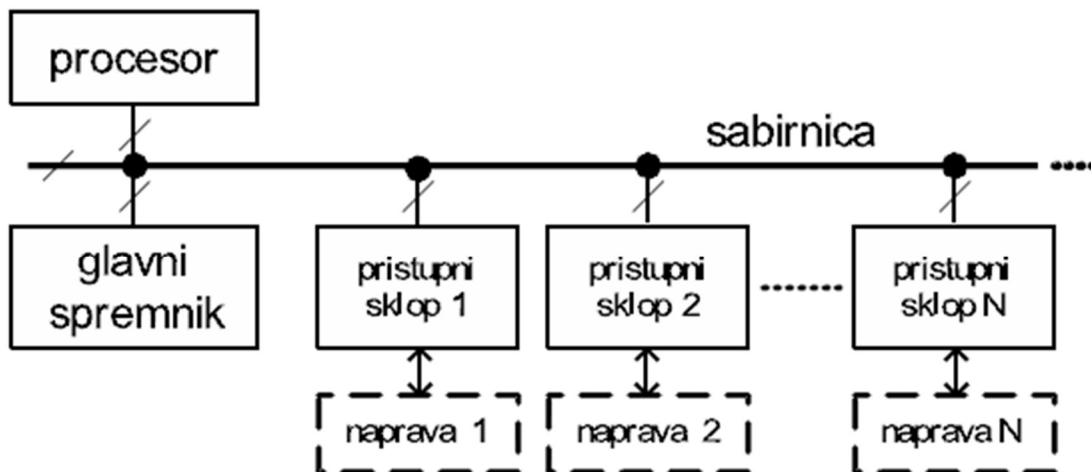 procesor
sabirnica
glavni
spremnik
pristupni
sklop 1
pristupni
sklop 2
pristupni
sklop N
naprava 1
naprava 2
naprava N